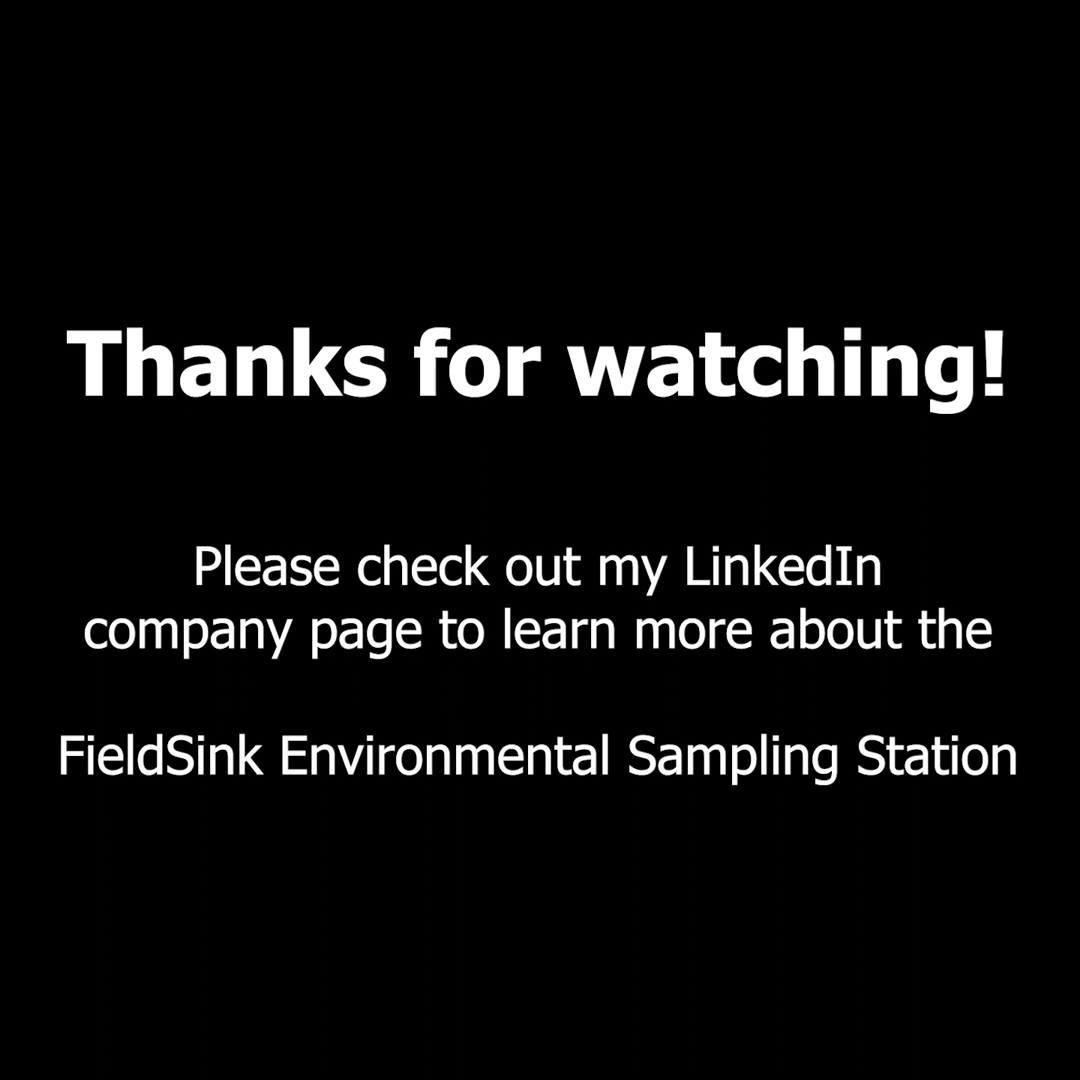 Thanks for watching!
Please check out my LinkedIn
company page to learn more about the
FieldSink Environmental Sampling Station